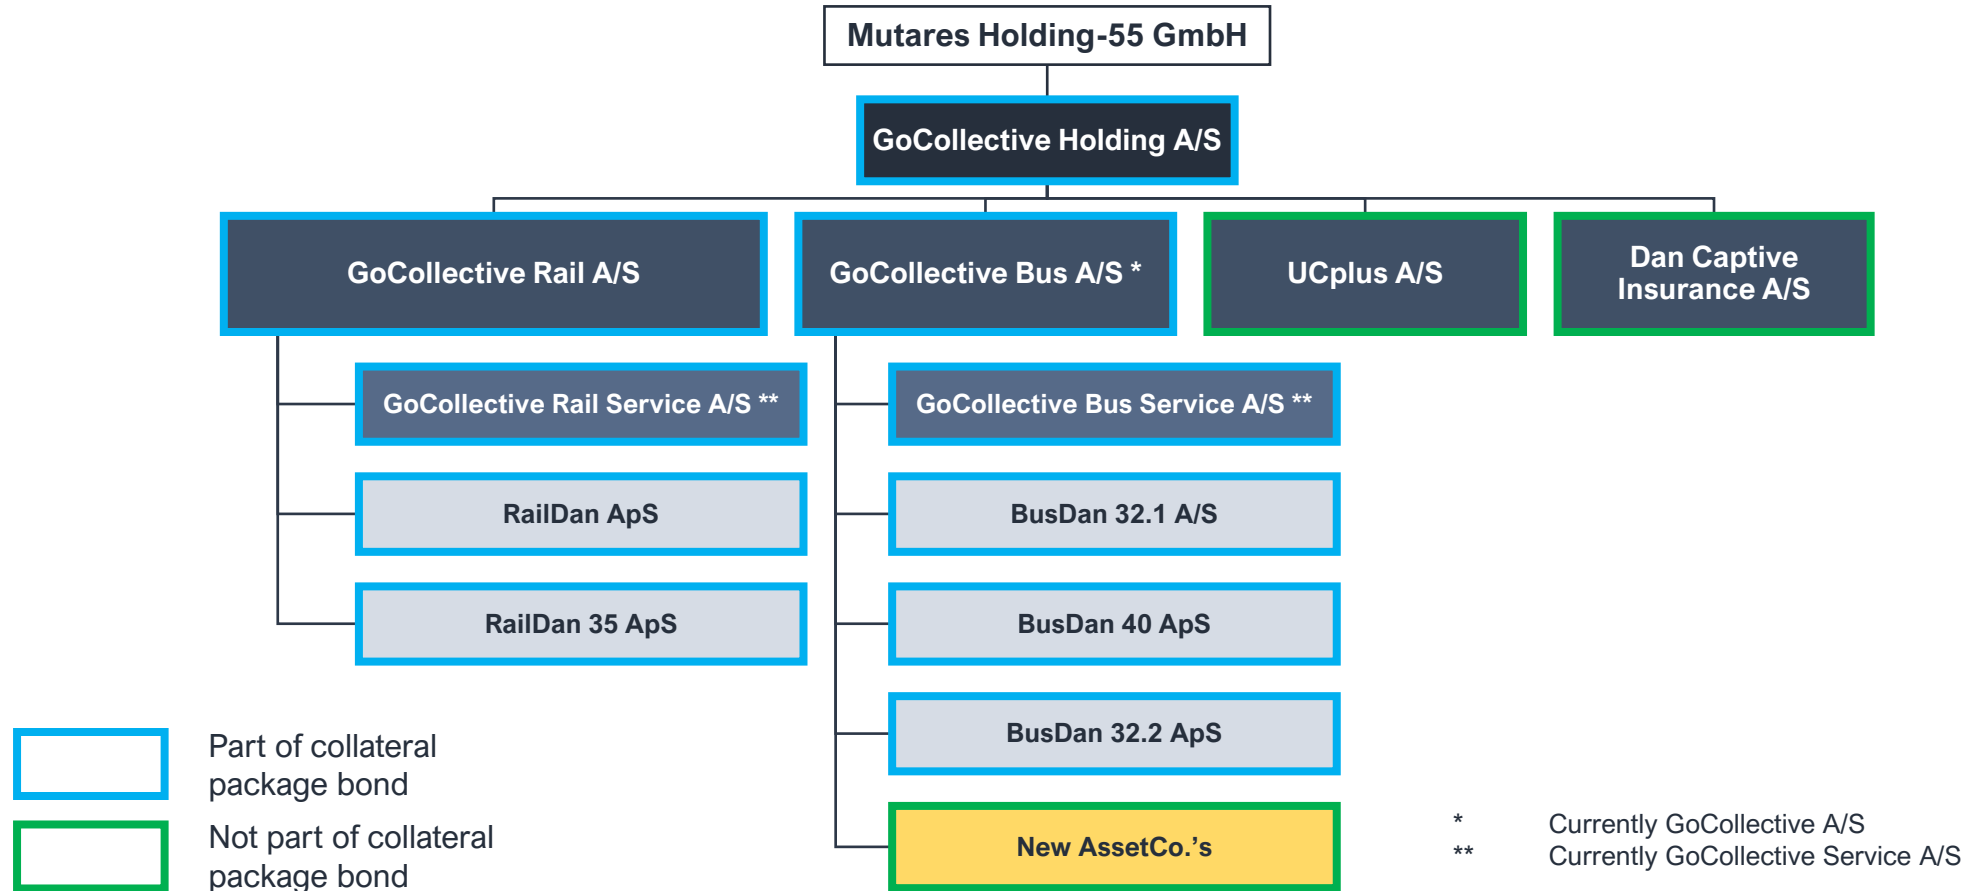 Mutares Holding-55 GmbH
GoCollective Holding A/S
GoCollective Rail A/S
GoCollective Bus A/S *
UCplus A/S
Dan Captive
Insurance A/S
GoCollective Rail Service A/S **
GoCollective Bus Service A/S **
RailDan ApS
BusDan 32.1 A/S
RailDan 35 ApS
BusDan 40 ApS
BusDan 32.2 ApS
New AssetCo.’s
Part of collateral
package bond
Not part of collateral
package bond
* Currently GoCollective A/S
** Currently GoCollective Service A/S